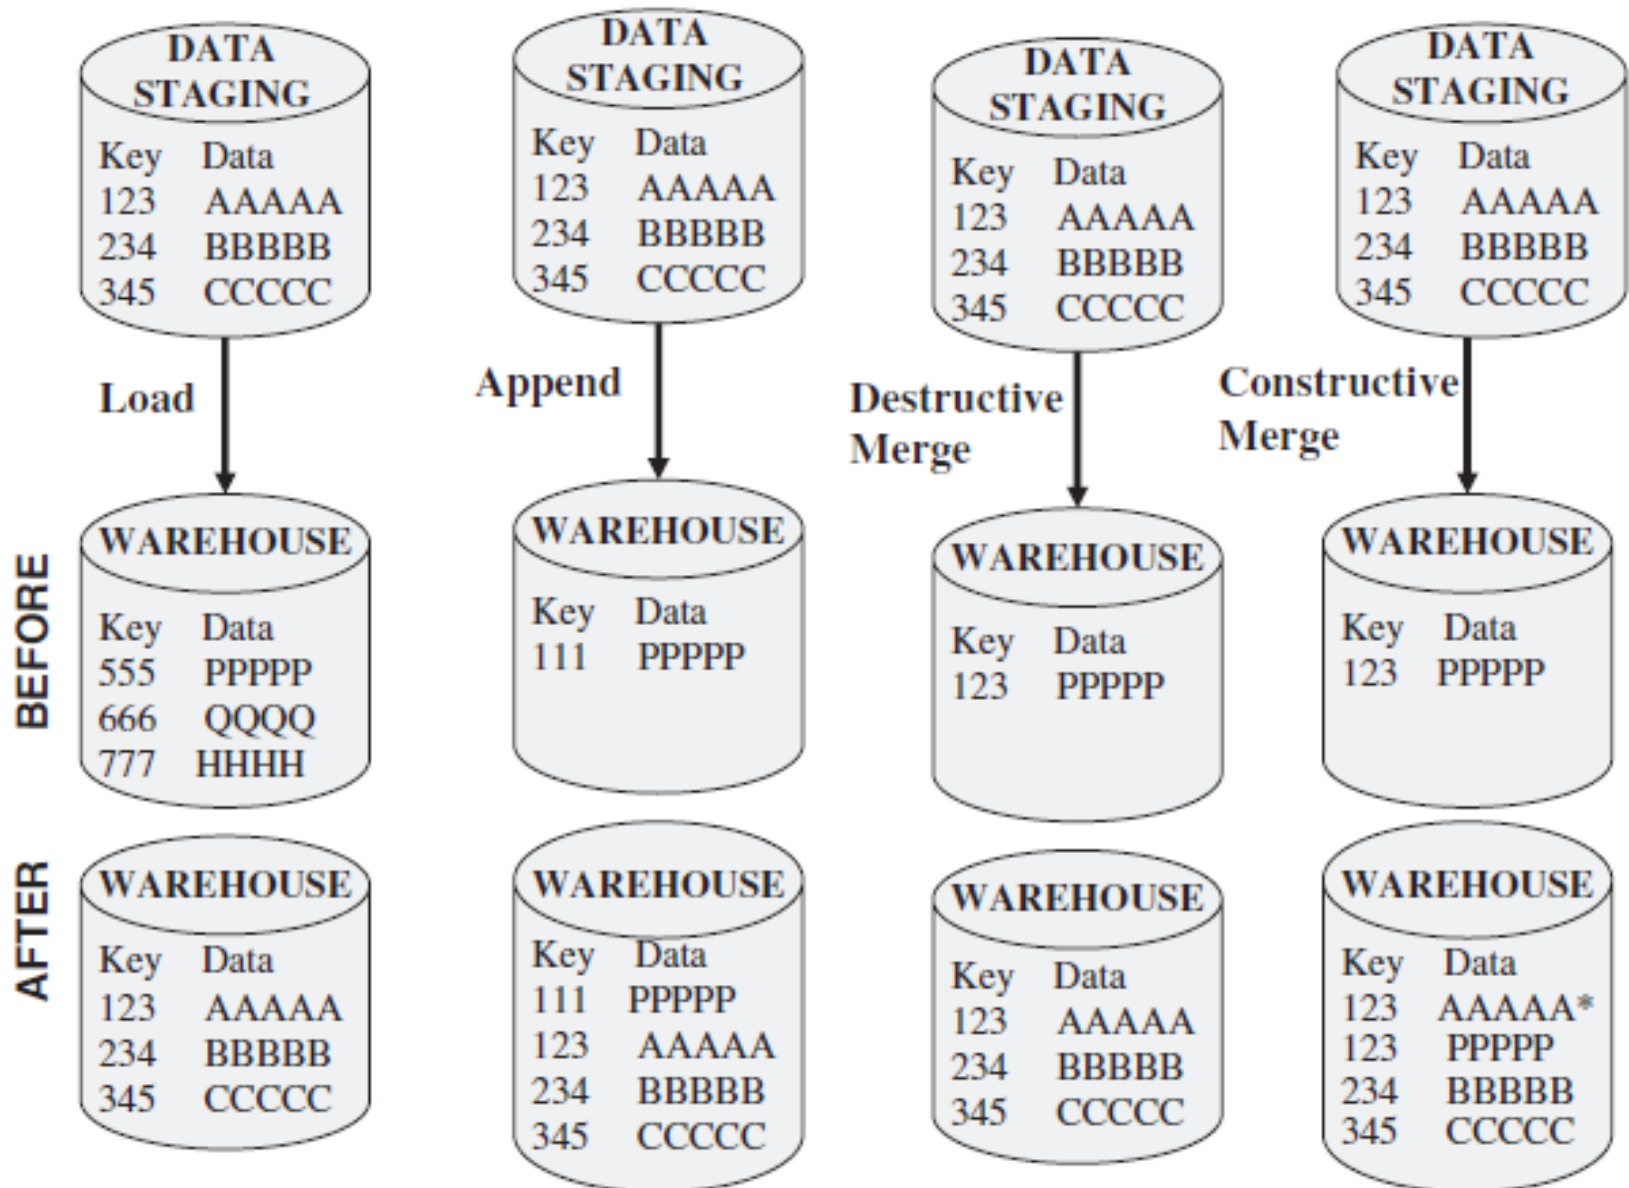 DATA
STAGING
Key Data
123 AAAAA
234 BBBBB
345 CCCCC
DATA
STAGING
Key Data
123 AAAAA
234 BBBBB
345 CCCCC
DATA
STAGING
Key Data
123 AAAAA
234 BBBBB
345 CCCCC
DATA
STAGING
Key Data
123 AAAAA
234 BBBBB
345 CCCCC
Load
Append
Destructive
Merge
Constructive
Merge
BEFORE
WAREHOUSE
Key Data
555 PPPPP
666 QQQQ
777 HHHH
WAREHOUSE
Key Data
111 PPPPP
WAREHOUSE
Key Data
123 PPPPP
WAREHOUSE
Key Data
123 PPPPP
AFTER
WAREHOUSE
Key Data
123 AAAAA
234 BBBBB
345 CCCCC
WAREHOUSE
Key Data
111 PPPPP
123 AAAAA
234 BBBBB
345 CCCCC
WAREHOUSE
Key Data
123 AAAAA
234 BBBBB
345 CCCCC
WAREHOUSE
Key Data
123 AAAAA*
123 PPPPP
234 BBBBB
345 CCCCC